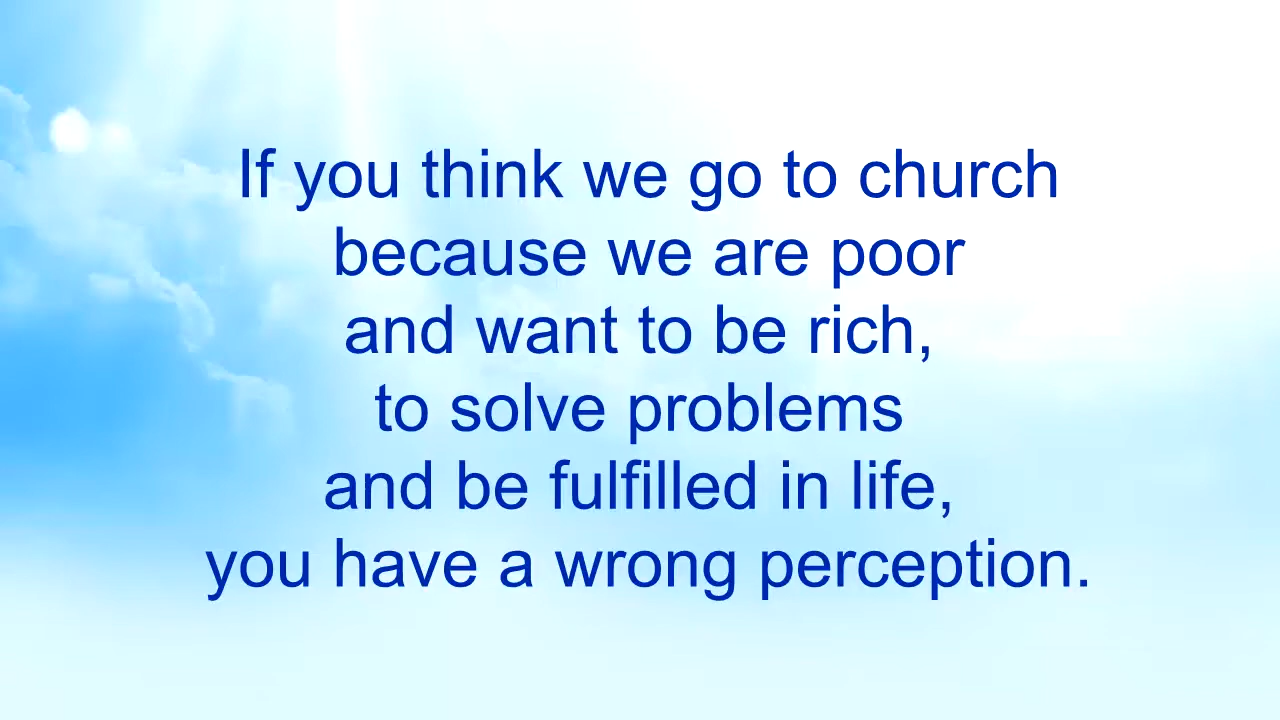 If you think we go to church
because we are poor
and want to be rich,
to solve problems
and be fulfilled in life,
you have a wrong perception.